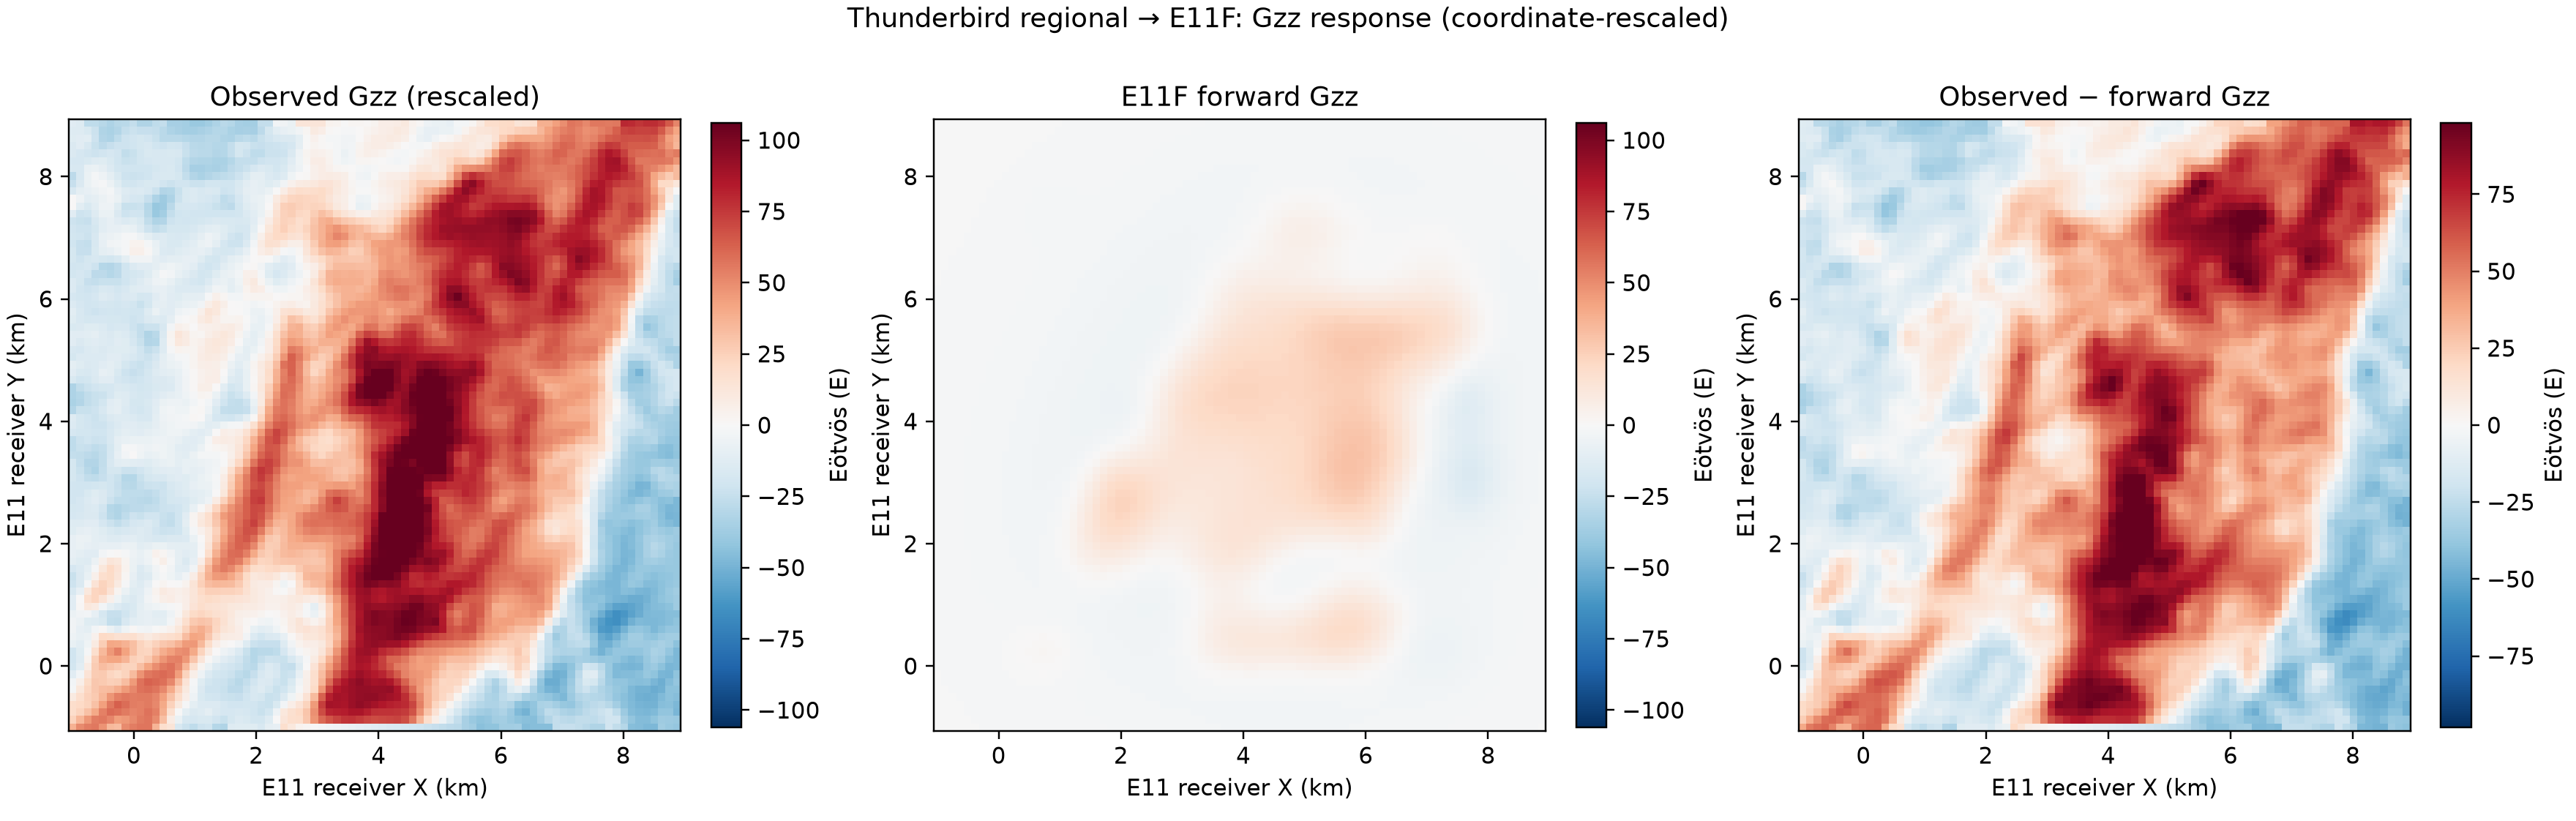 Thunderbird regional → E11F: Gzz response (coordinate-rescaled)
Observed Gzz (rescaled)
E11 receiver Y (km)
8
6
4
2
0
0 2 4 6 8
E11 receiver X (km)
100
75
50
25
0
−25
−50
−75
−100
Eötvös (E)
E11F forward Gzz
E11 receiver Y (km)
8
6
4
2
0
0 2 4 6 8
E11 receiver X (km)
100
75
50
25
0
−25
−50
−75
−100
Eötvös (E)
Observed − forward Gzz
E11 receiver Y (km)
8
6
4
2
0
0 2 4 6 8
E11 receiver X (km)
75
50
25
0
−25
−50
−75
Eötvös (E)